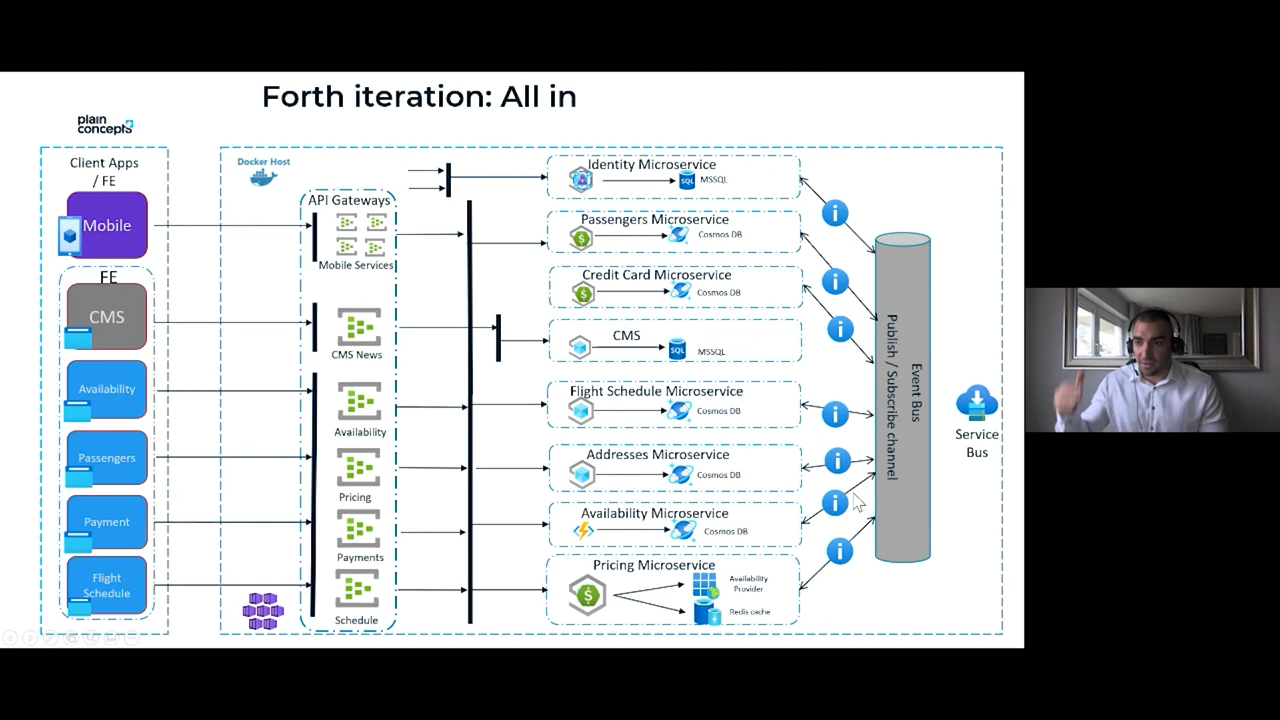 Forth iteration: All in
plain
concepts
Client Apps
/ FE
Mobile
FE
CMS
Availability
Passengers
Payment
Flight
Schedule
Docker Host
API Gateways
Mobile Services
CMS News
Availability
Pricing
Payments
Schedule
Identity Microservice
SQL
MSSQL
Passengers Microservice
$
Cosmos DB
Credit Card Microservice
$
Cosmos DB
CMS
SQL
MSSQL
Flight Schedule Microservice
Cosmos DB
Addresses Microservice
Cosmos DB
Availability Microservice
Cosmos DB
Pricing Microservice
$
Availability
Provider
Redis cache
i
i
i
i
i
i
i
Event Bus
Publish / Subscribe channel
Service
Bus